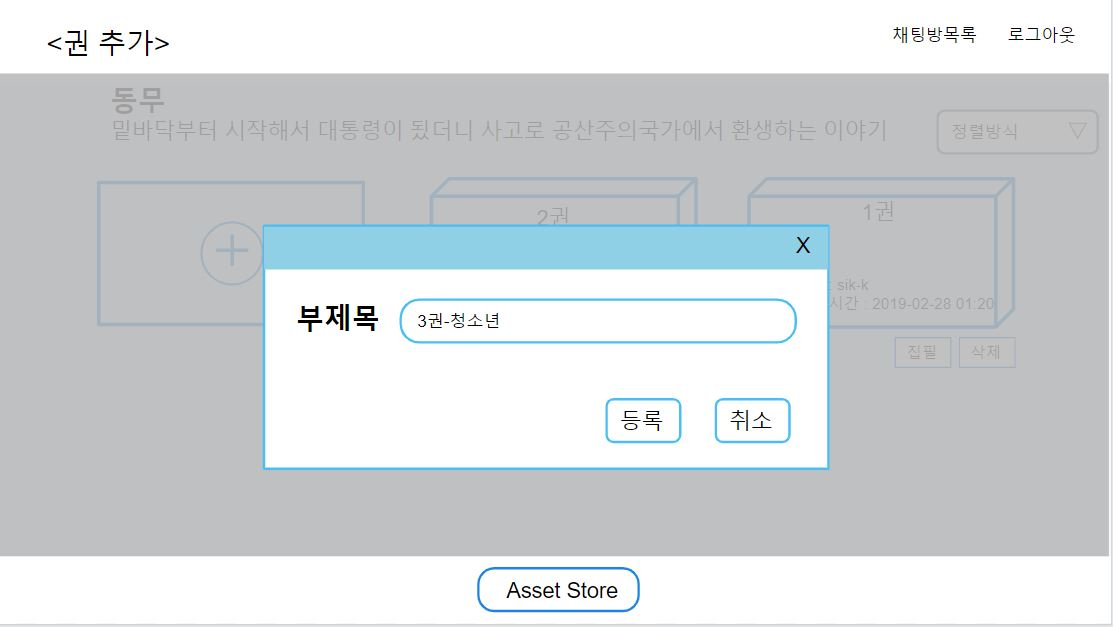 <권 추가>
채팅방목록
로그아웃
동무
밑바닥부터 시작해서 대통령이 됬더니 사고로 공산주의국가에서 환생하는 이야기
정렬방식
2권
1권
X
: sik-k
시간 : 2019-02-28 01:20
부제목
3권-청소년
집필
삭제
등록
취소
Asset Store